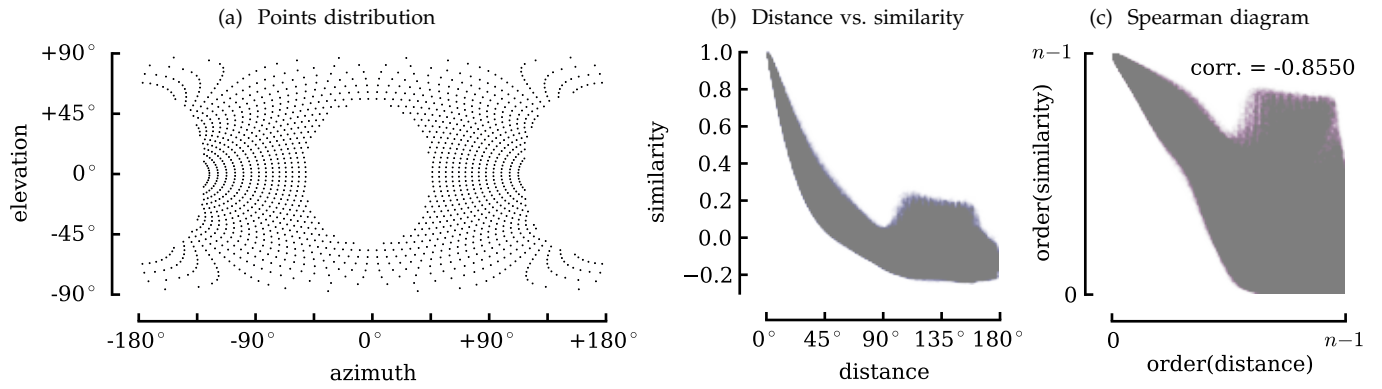 (a) Points distribution
+90°
+45°
0°
-45°
-90°
elevation
-180° -90° 0° +90° +180°
azimuth
(b) Distance vs. similarity
1.0
0.8
0.6
0.4
0.2
0.0
−0.2
similarity
0° 45° 90° 135° 180°
distance
(c) Spearman diagram
n−1
corr. = -0.8550
0
order(similarity)
0 n−1
order(distance)